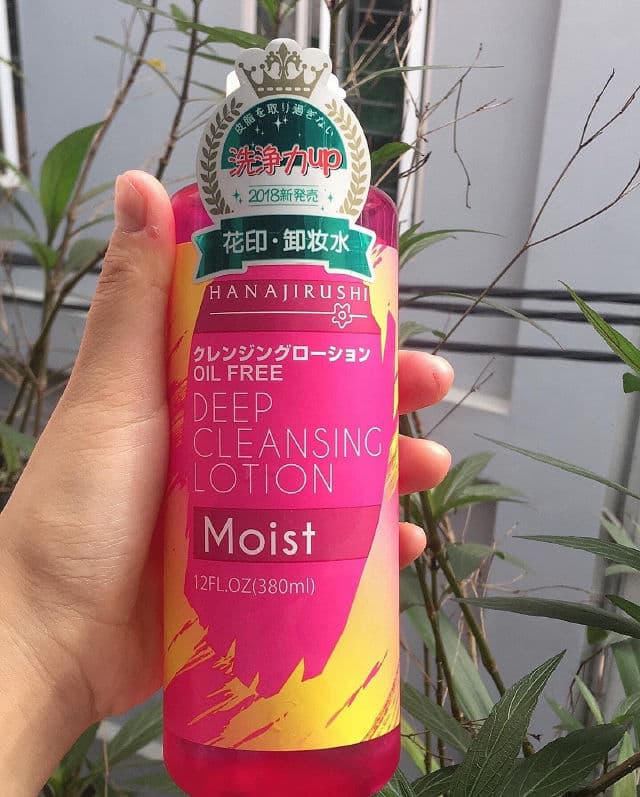 皮脂を取り過ぎない
洗浄力up
2018新発売
花印・卸妆水
HANAJIRUSHI
クレンジングローション
OIL FREE
DEEP
CLEANSING
LOTION
Moist
12FL.OZ(380ml)